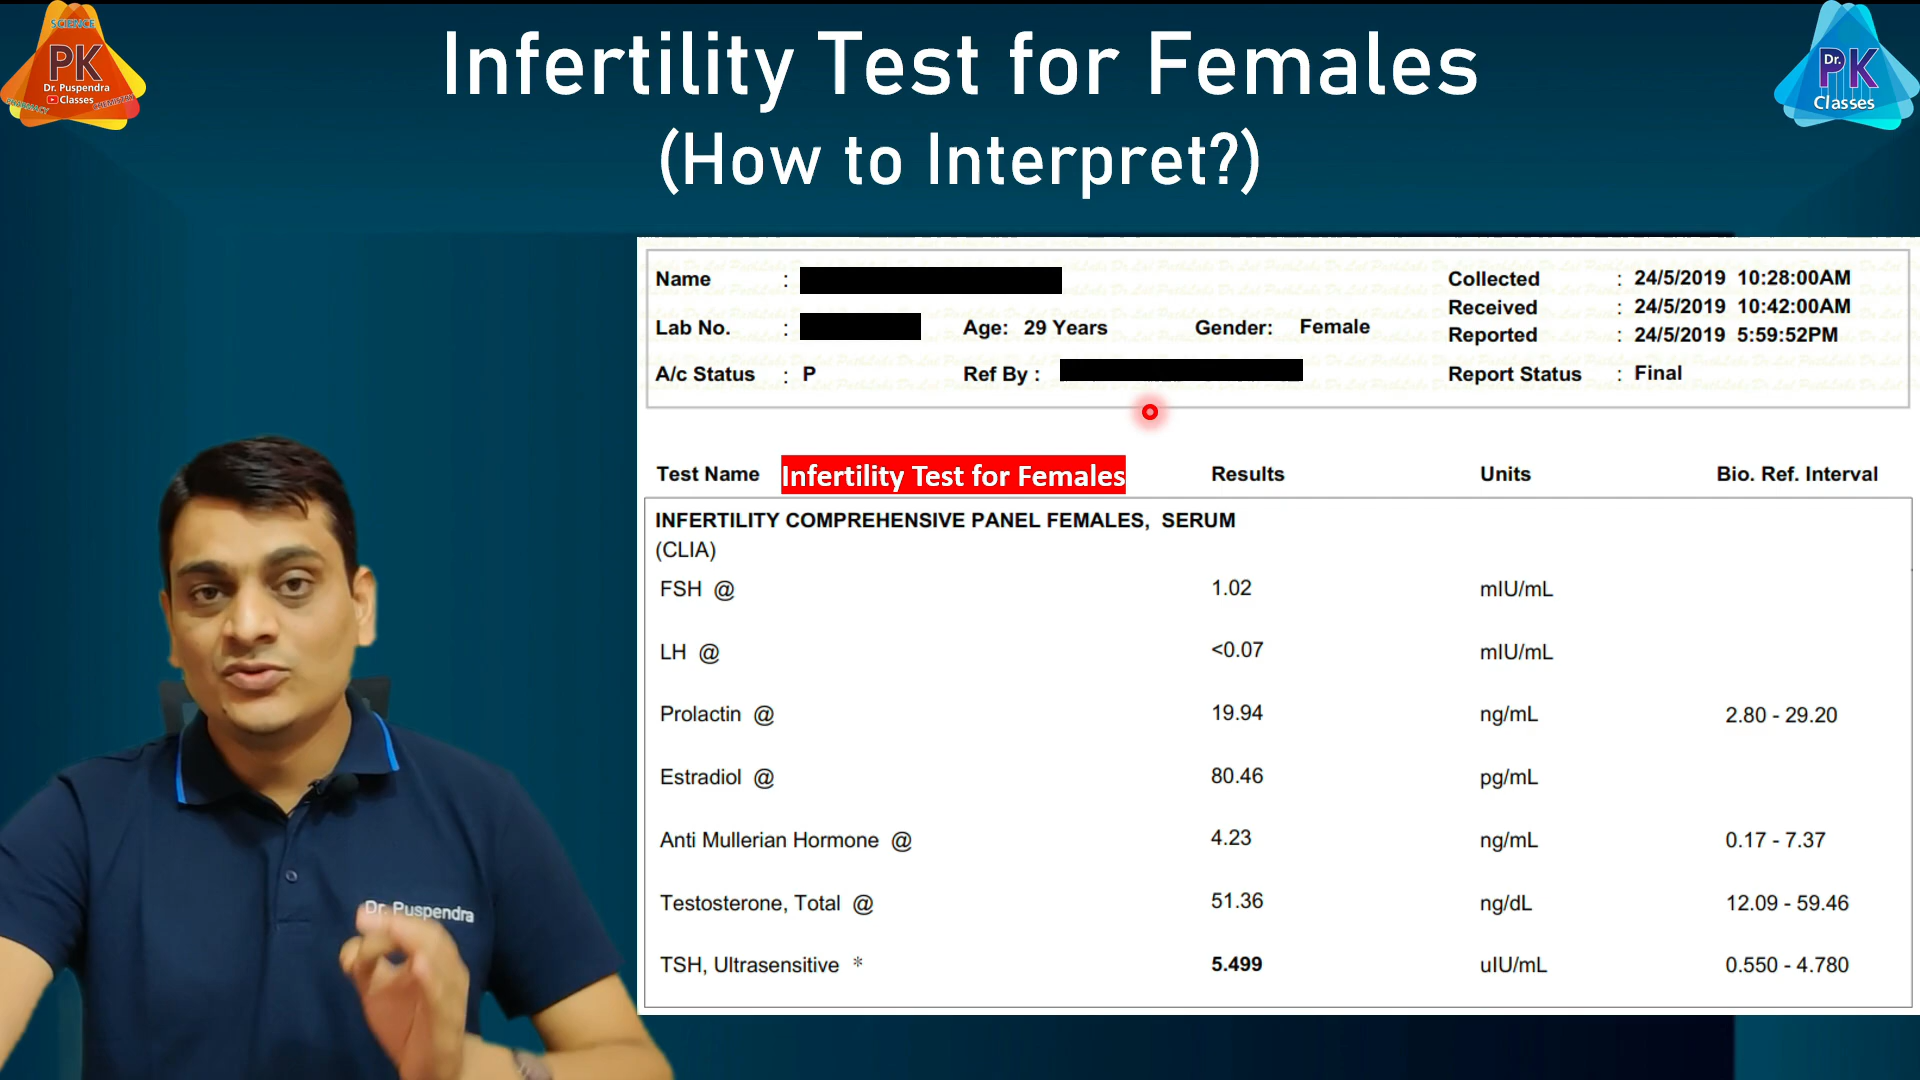 SCIENCE
PK
Dr. Puspendra
Classes
PHARMACY
CHEMISTRY
Infertility Test for Females
(How to Interpret?)
Dr.
PK
Classes
Name :
Collected : 24/5/2019 10:28:00AM
Received : 24/5/2019 10:42:00AM
Lab No. : Age: 29 Years Gender: Female
Reported : 24/5/2019 5:59:52PM
A/c Status : P Ref By : Report Status : Final
Test Name Infertility Test for Females Results Units Bio. Ref. Interval
INFERTILITY COMPREHENSIVE PANEL FEMALES, SERUM
(CLIA)
FSH @ 1.02 mIU/mL
LH @ <0.07 mIU/mL
Prolactin @ 19.94 ng/mL 2.80 - 29.20
Estradiol @ 80.46 pg/mL
Anti Mullerian Hormone @ 4.23 ng/mL 0.17 - 7.37
Testosterone, Total @ 51.36 ng/dL 12.09 - 59.46
TSH, Ultrasensitive * 5.499 uIU/mL 0.550 - 4.780
Dr. Puspendra